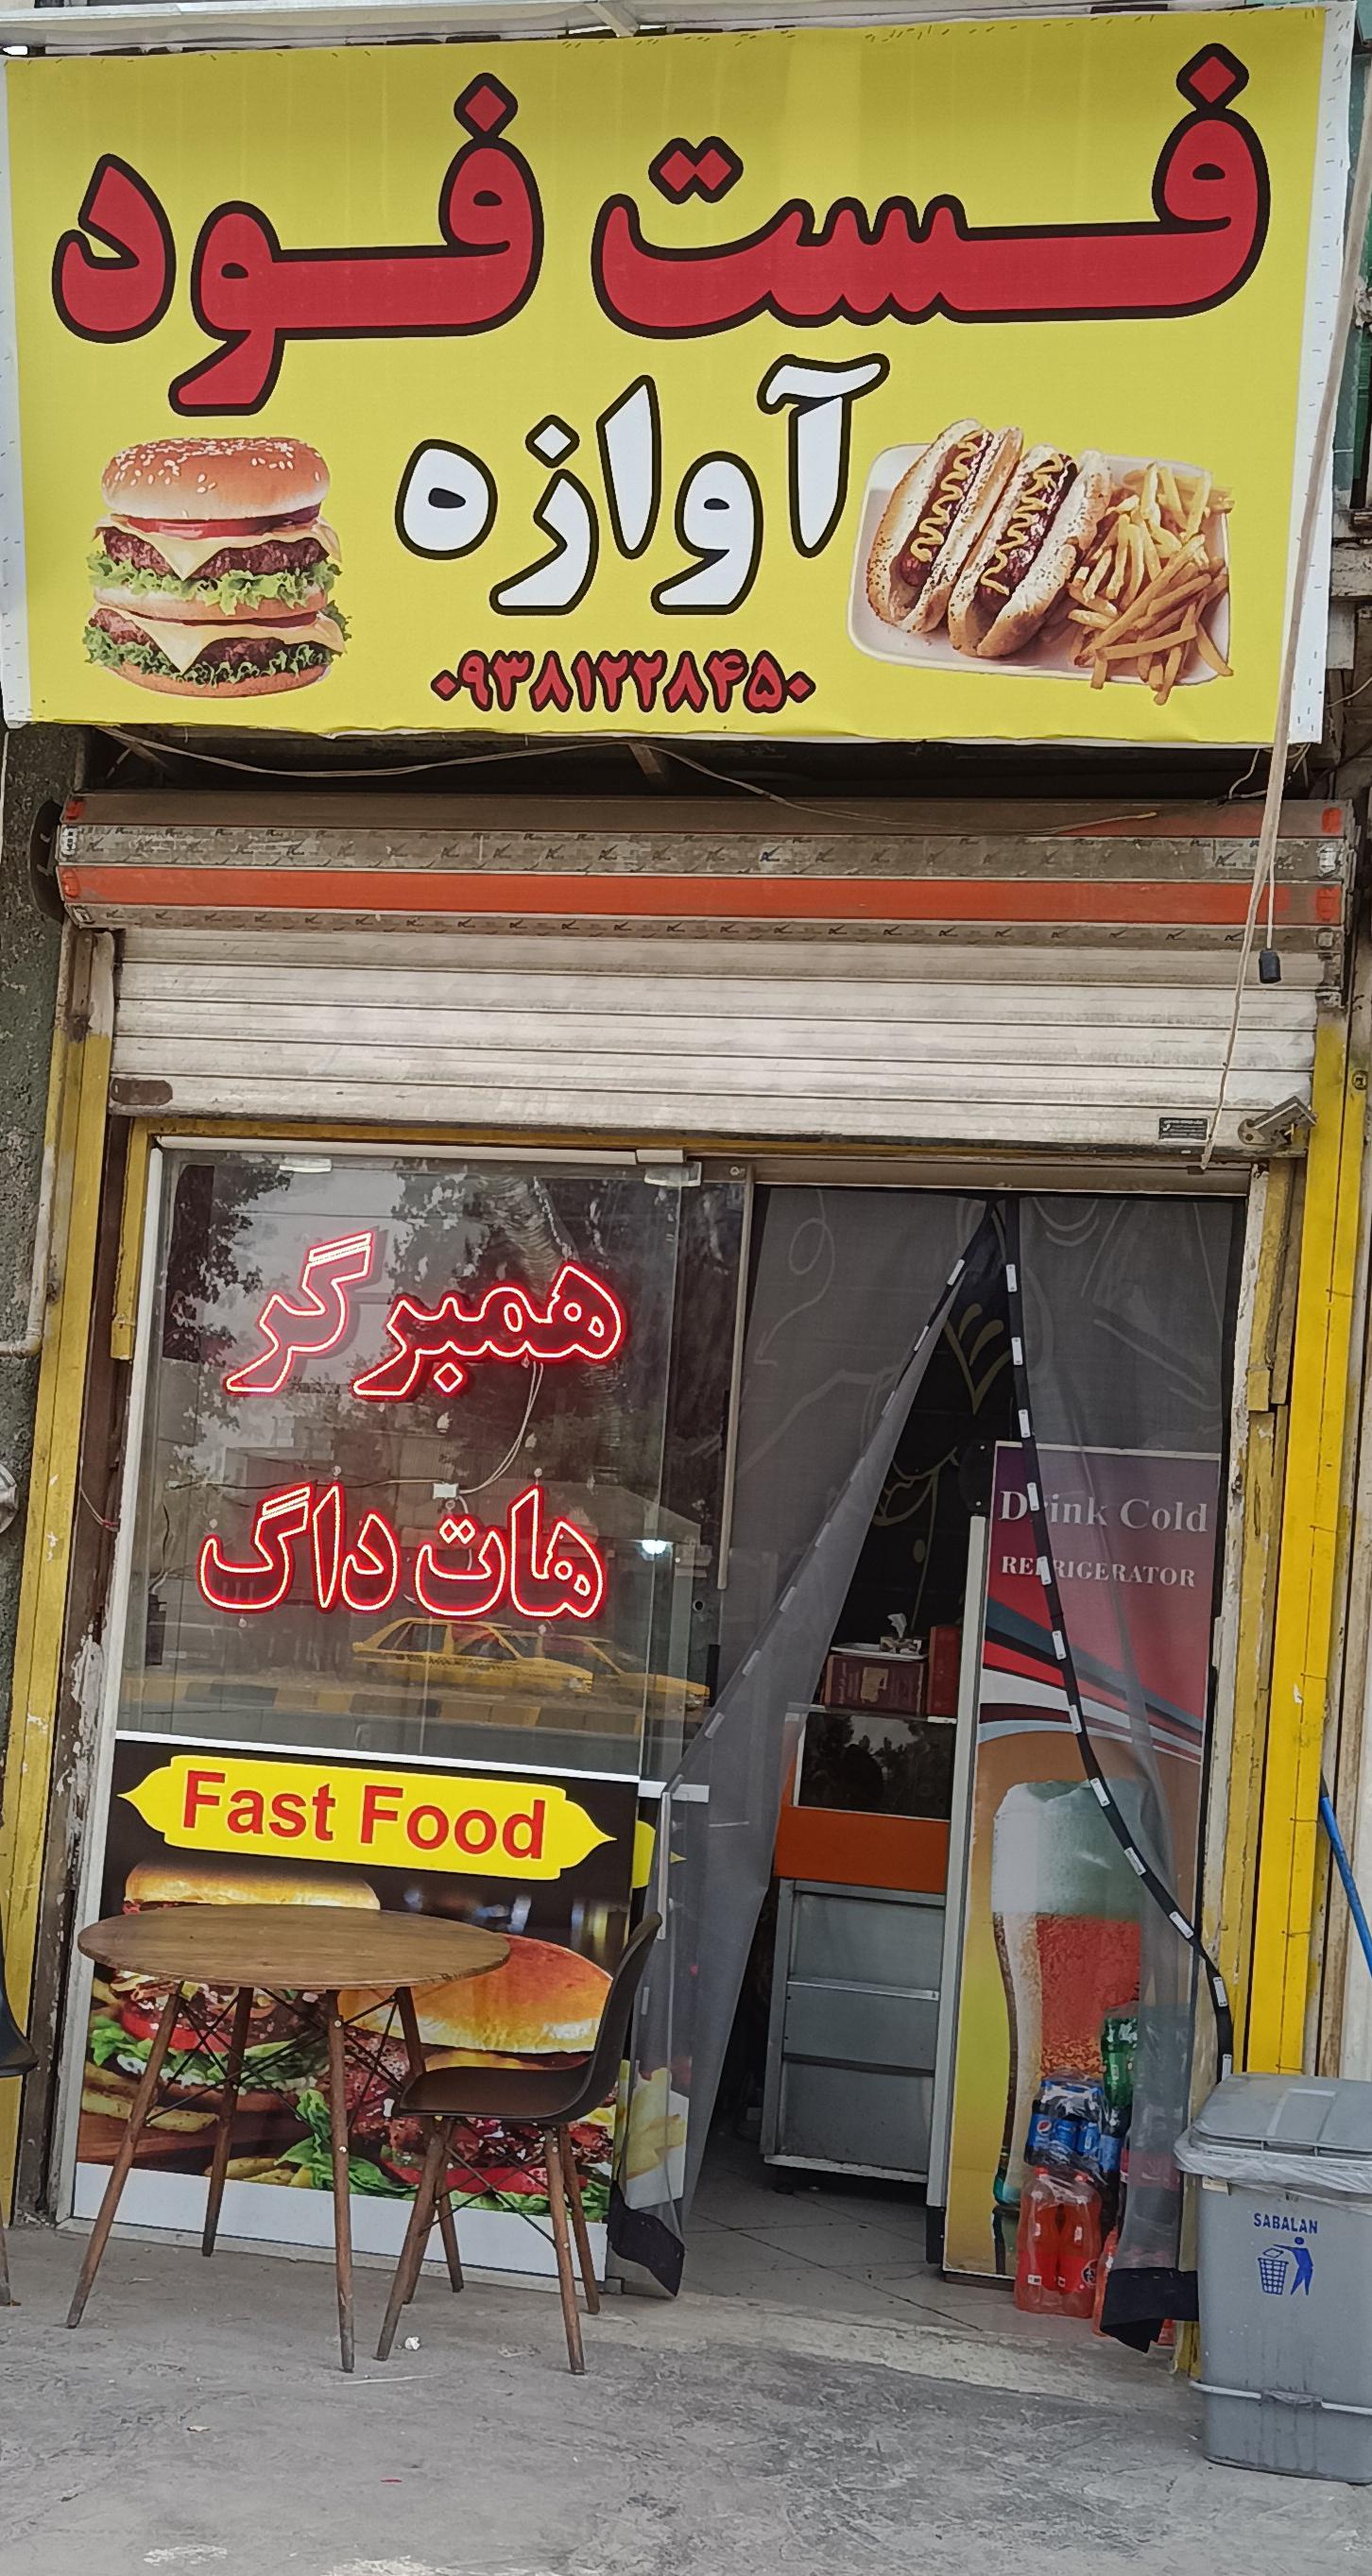 فست فود
آوازه
۰۹۳۸۱۲۲۸۴۵۰
همبرگر
هات داگ
Drink Cold
REFRIGERATOR
Fast Food
SABALAN